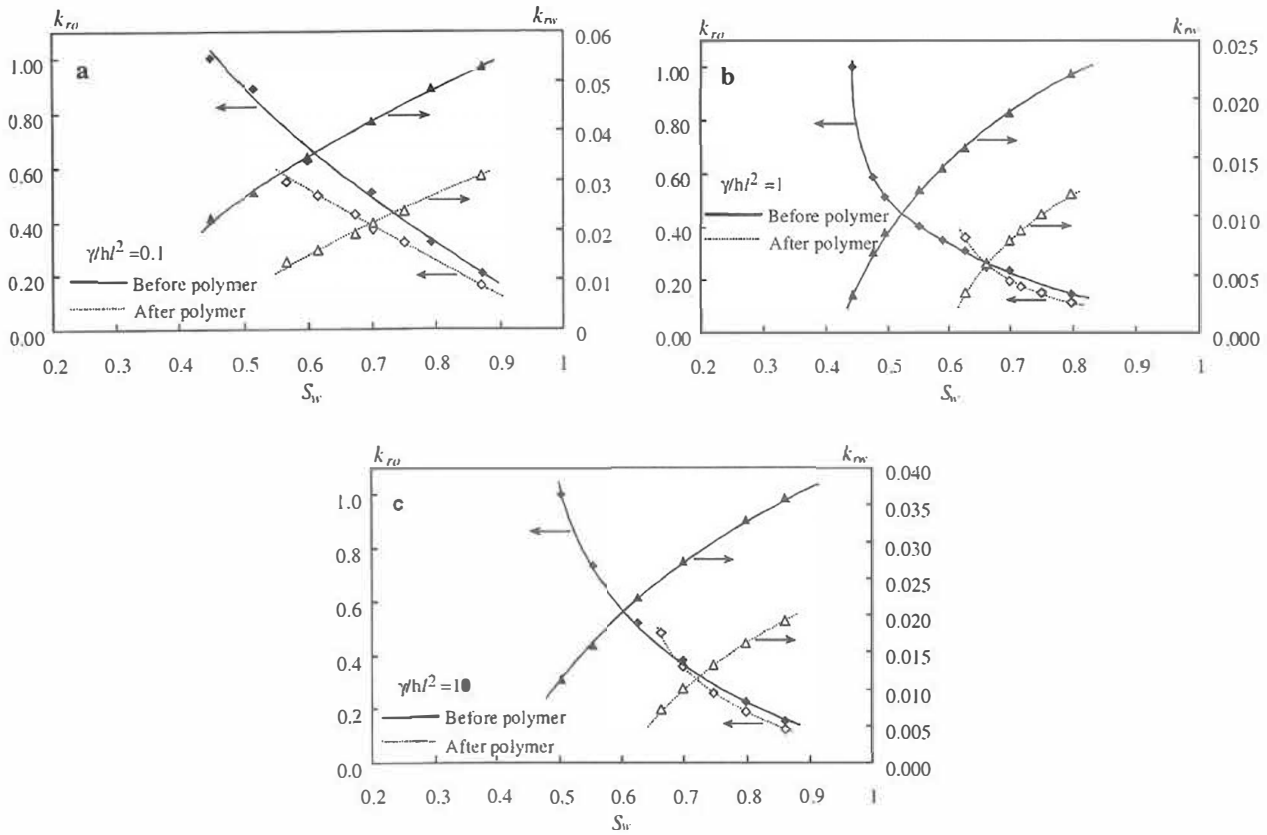 k_ro k_rw
a
1.00
0.80
0.60
0.40
0.20
0.00
0.06
0.05
0.04
0.03
0.02
0.01
0
γ/hl² =0.1
Before polymer
After polymer
0.2 0.3 0.4 0.5 0.6 0.7 0.8 0.9 1
S_w
k_ro k_rw
b
1.00
0.80
0.60
0.40
0.20
0.00
0.025
0.020
0.015
0.010
0.005
0.000
γ/hl² =1
Before polymer
After polymer
0.2 0.3 0.4 0.5 0.6 0.7 0.8 0.9 1
S_w
k_ro k_rw
c
1.0
0.8
0.6
0.4
0.2
0.0
0.040
0.035
0.030
0.025
0.020
0.015
0.010
0.005
0.000
γ/hl² =10
Before polymer
After polymer
0.2 0.3 0.4 0.5 0.6 0.7 0.8 0.9 1
S_w